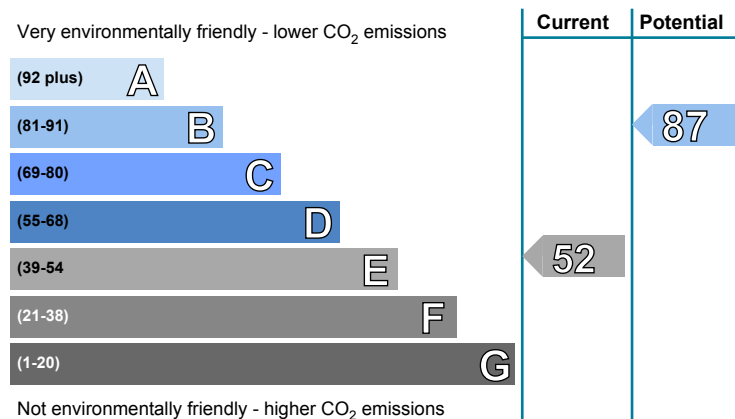 Very environmentally friendly - lower CO₂ emissions
Current
Potential
(92 plus) A
(81-91) B
87
(69-80) C
(55-68) D
(39-54 E
52
(21-38) F
(1-20) G
Not environmentally friendly - higher CO₂ emissions